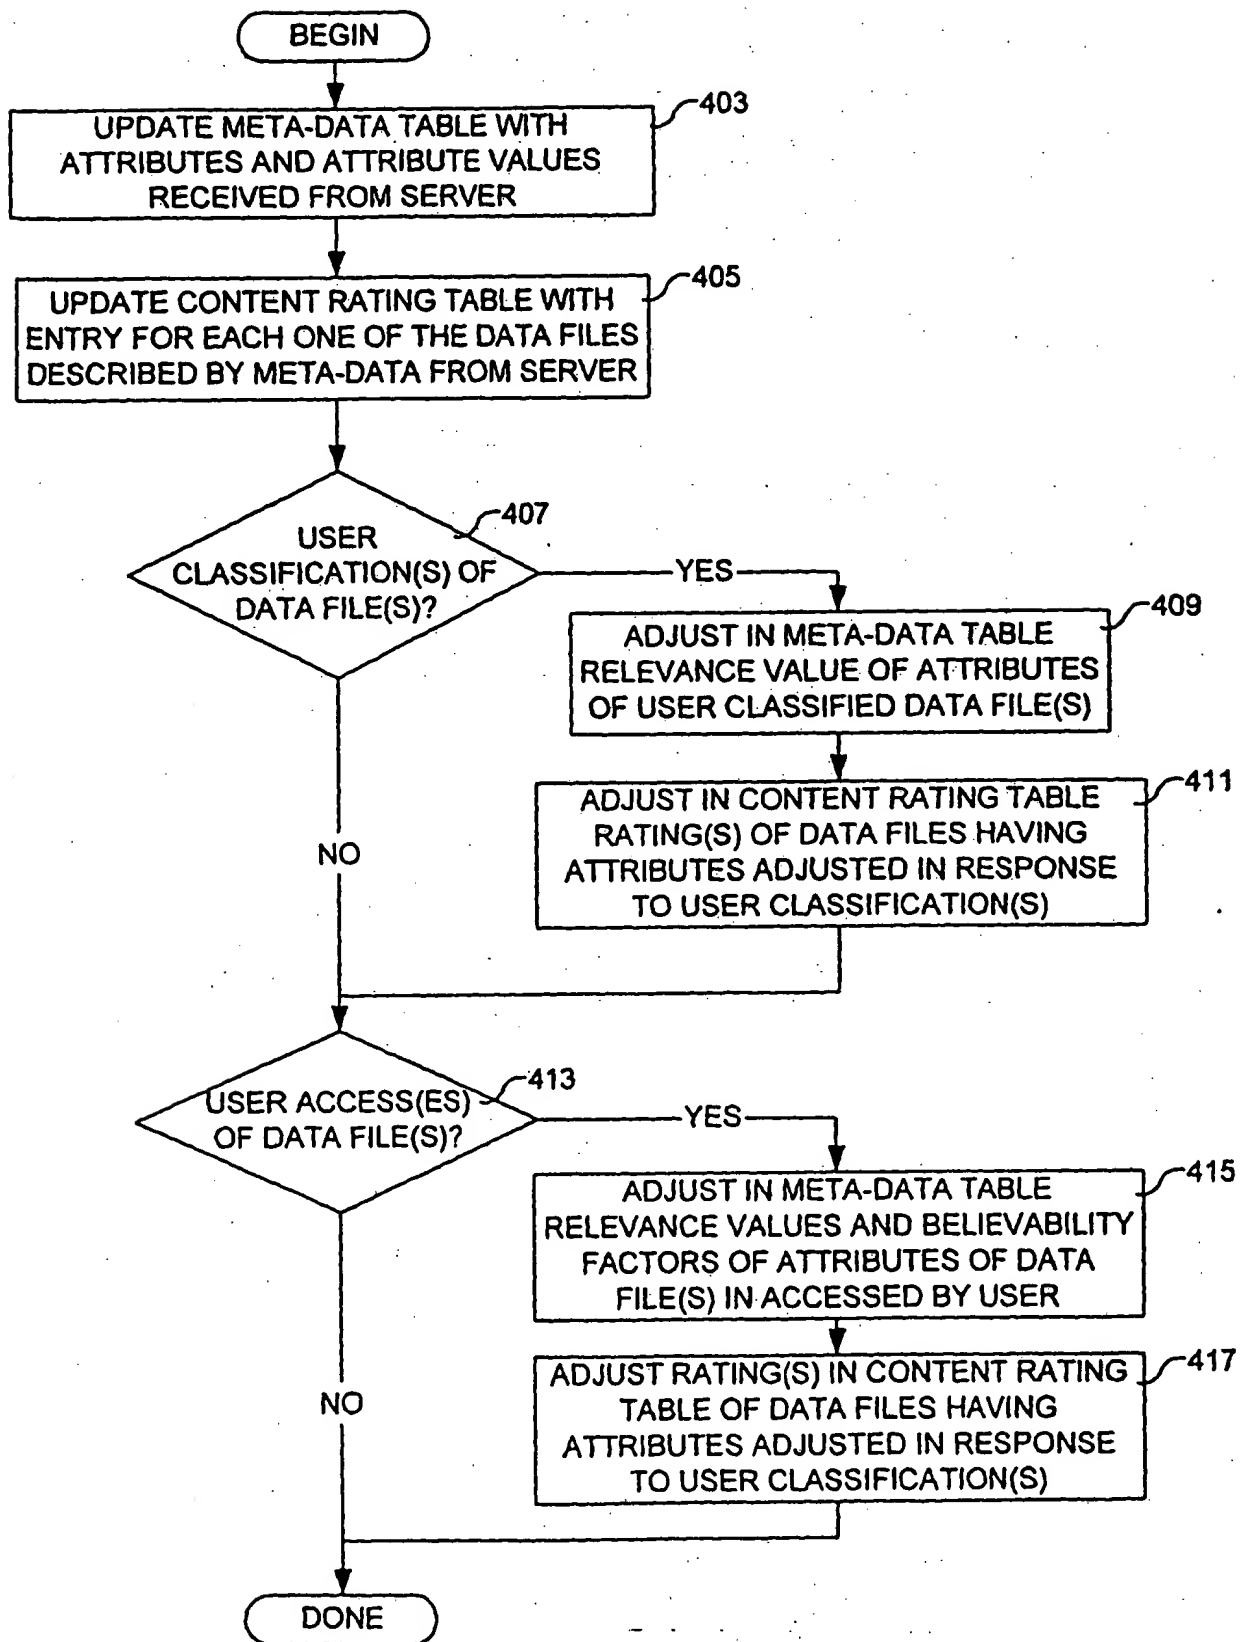 BEGIN
403
UPDATE META-DATA TABLE WITH
ATTRIBUTES AND ATTRIBUTE VALUES
RECEIVED FROM SERVER
405
UPDATE CONTENT RATING TABLE WITH
ENTRY FOR EACH ONE OF THE DATA FILES
DESCRIBED BY META-DATA FROM SERVER
407
USER
CLASSIFICATION(S) OF
DATA FILE(S)?
YES
409
ADJUST IN META-DATA TABLE
RELEVANCE VALUE OF ATTRIBUTES
OF USER CLASSIFIED DATA FILE(S)
411
ADJUST IN CONTENT RATING TABLE
RATING(S) OF DATA FILES HAVING
ATTRIBUTES ADJUSTED IN RESPONSE
TO USER CLASSIFICATION(S)
NO
413
USER ACCESS(ES)
OF DATA FILE(S)?
YES
415
ADJUST IN META-DATA TABLE
RELEVANCE VALUES AND BELIEVABILITY
FACTORS OF ATTRIBUTES OF DATA
FILE(S) IN ACCESSED BY USER
417
ADJUST RATING(S) IN CONTENT RATING
TABLE OF DATA FILES HAVING
ATTRIBUTES ADJUSTED IN RESPONSE
TO USER CLASSIFICATION(S)
NO
DONE